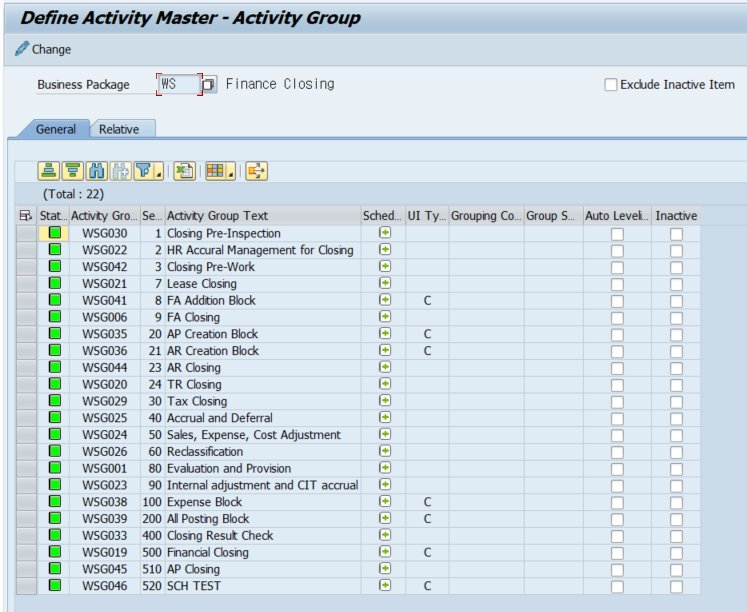 Define Activity Master - Activity Group
Change
Business Package WS Finance Closing Exclude Inactive Item
General Relative
(Total : 22)
Stat... Activity Gro... Se... Activity Group Text Sched... UI Ty... Grouping Co... Group S... Auto Leveli... Inactive
WSG030 1 Closing Pre-Inspection
WSG022 2 HR Accural Management for Closing
WSG042 3 Closing Pre-Work
WSG021 7 Lease Closing
WSG041 8 FA Addition Block C
WSG006 9 FA Closing
WSG035 20 AP Creation Block C
WSG036 21 AR Creation Block C
WSG044 23 AR Closing
WSG020 24 TR Closing
WSG029 30 Tax Closing
WSG025 40 Accrual and Deferral
WSG024 50 Sales, Expense, Cost Adjustment
WSG026 60 Reclassification
WSG001 80 Evaluation and Provision
WSG023 90 Internal adjustment and CIT accrual
WSG038 100 Expense Block C
WSG039 200 All Posting Block C
WSG033 400 Closing Result Check
WSG019 500 Financial Closing C
WSG045 510 AP Closing
WSG046 520 SCH TEST C